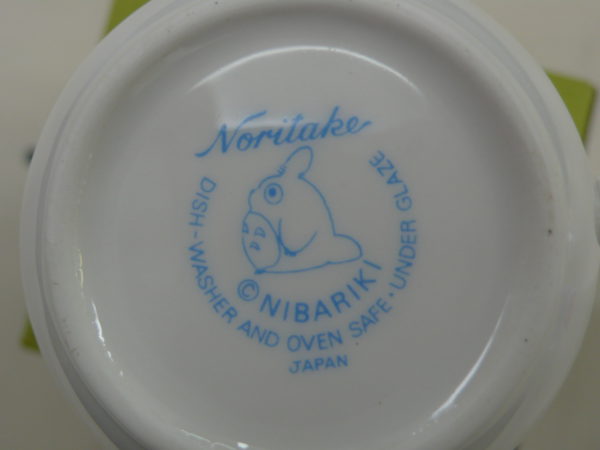 Noritake
© NIBARIKI
DISH-WASHER AND OVEN SAFE · UNDER GLAZE
JAPAN